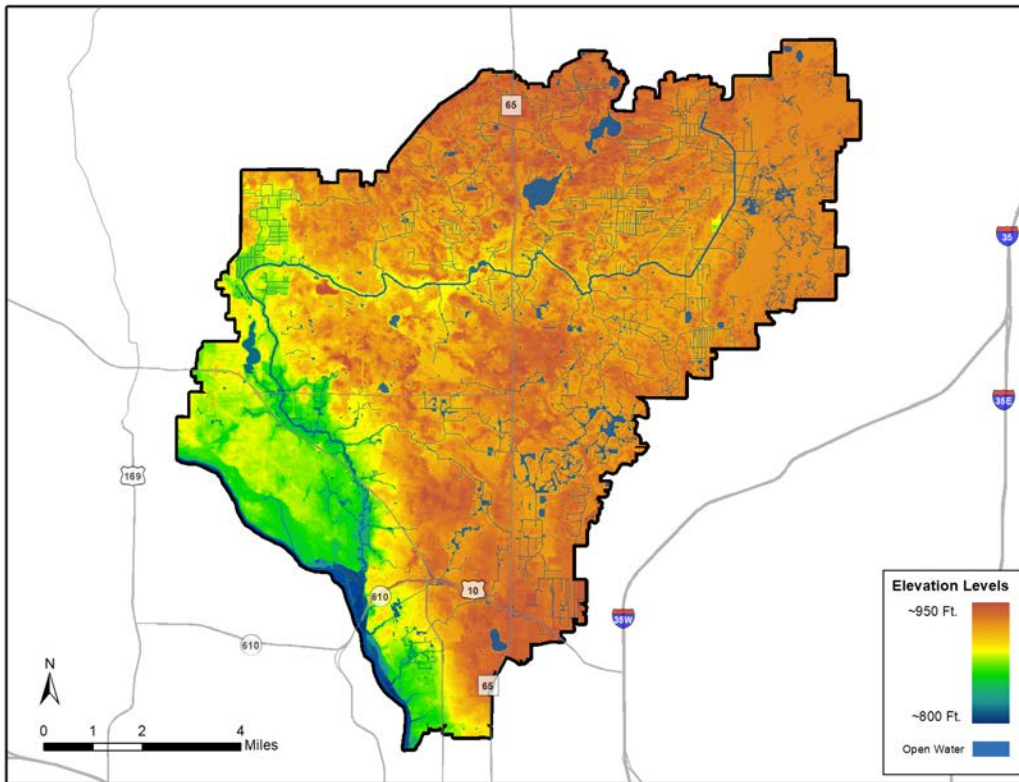 65
35
35E
169
10
610
35W
610
65
N
0 1 2 4
Miles
Elevation Levels
~950 Ft.
~800 Ft.
Open Water